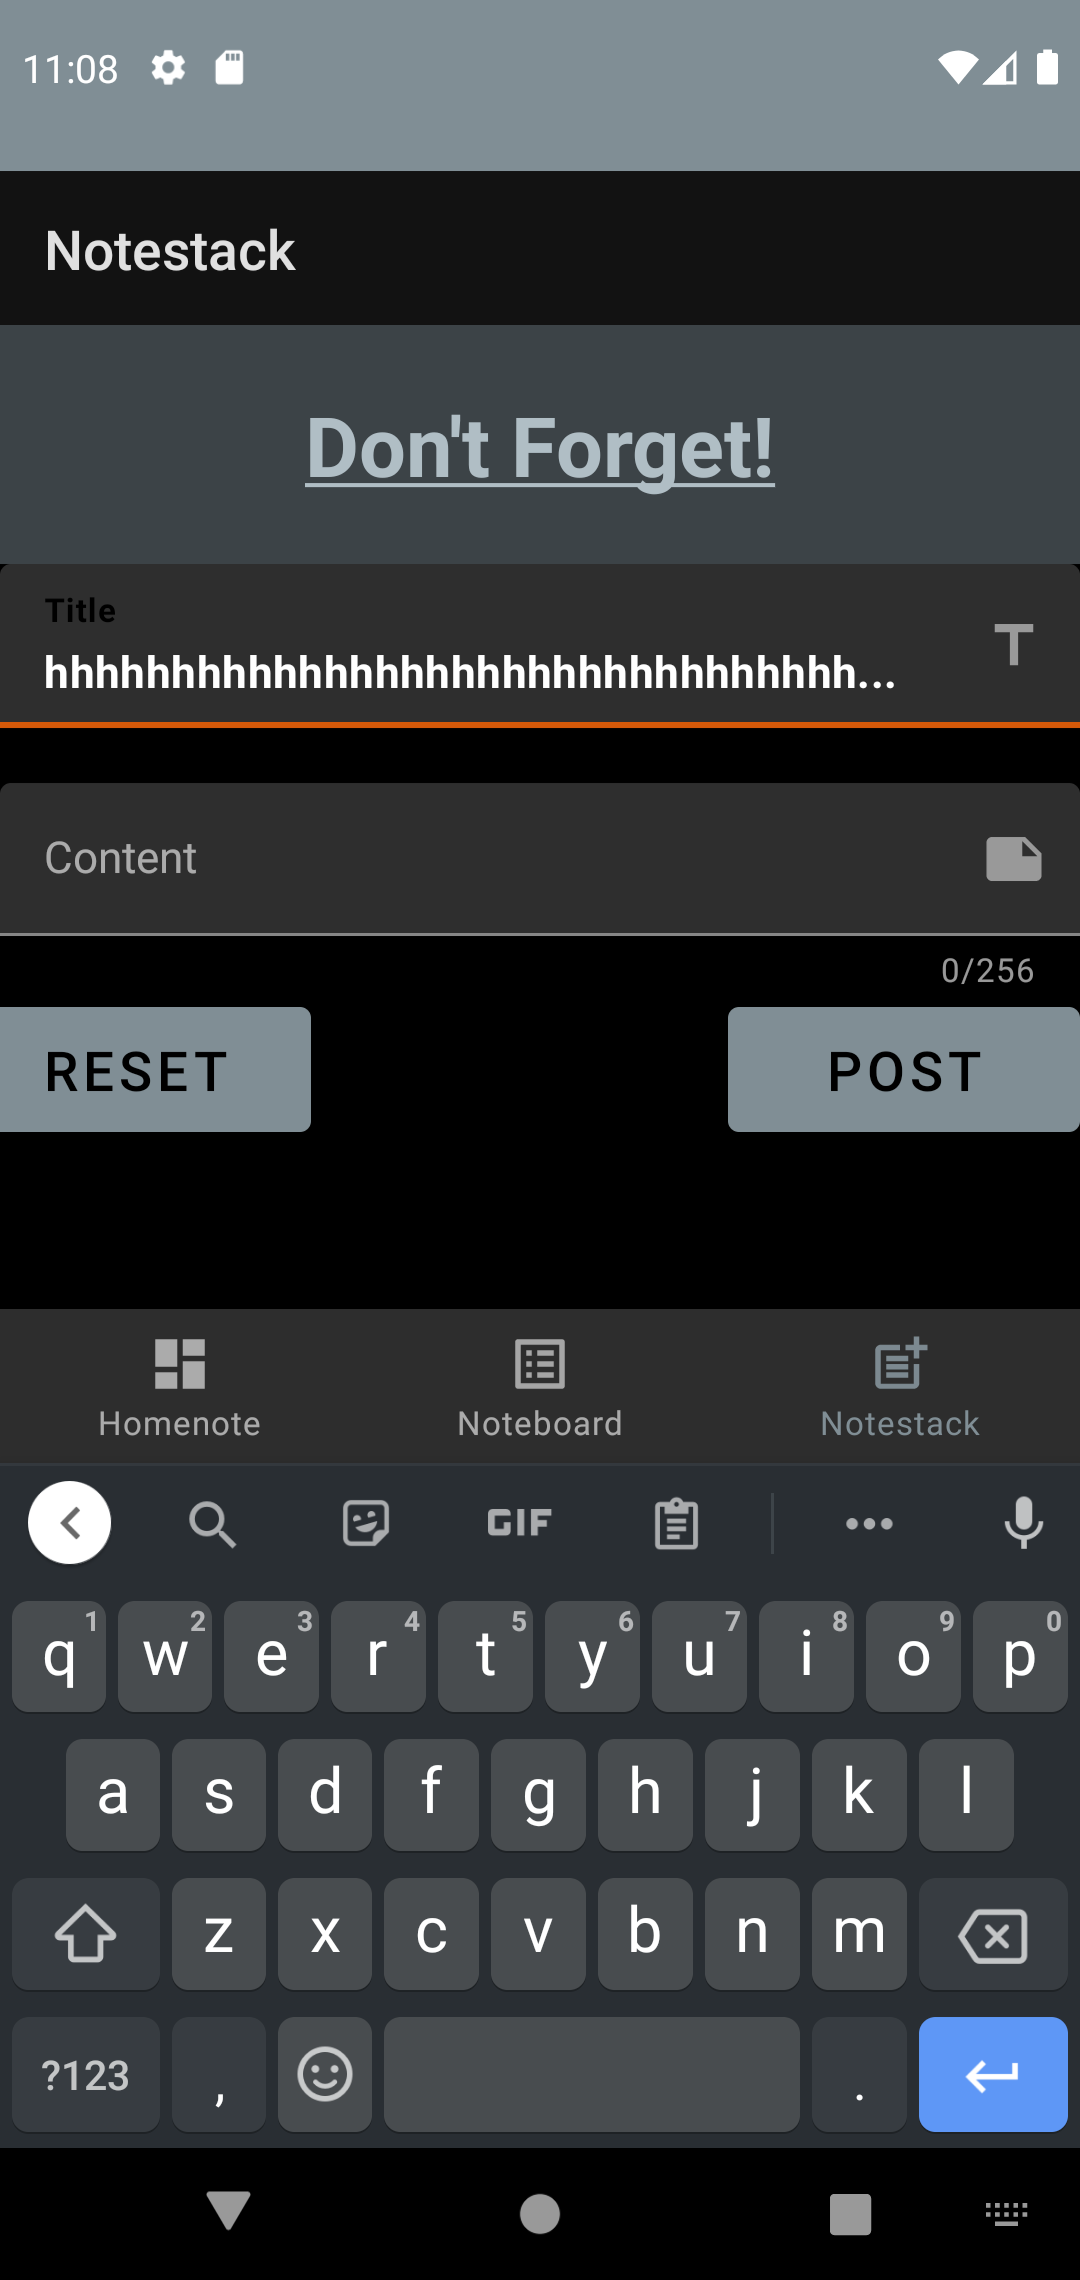 11:08
Notestack
Don't Forget!
Title
hhhhhhhhhhhhhhhhhhhhhhhhhhhhhhhh...
Content
0/256
RESET POST
Homenote Noteboard Notestack
GIF
1 2 3 4 5 6 7 8 9 0
q w e r t y u i o p
a s d f g h j k l
z x c v b n m
?123 , .